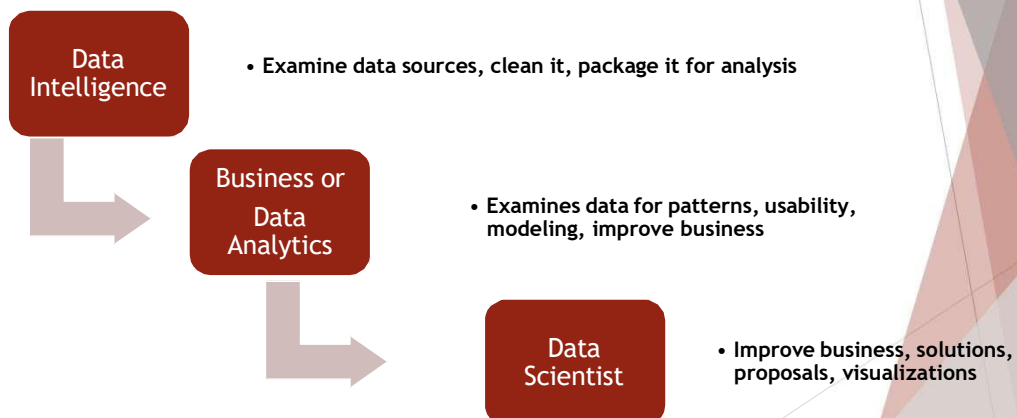 Data
Intelligence
• Examine data sources, clean it, package it for analysis
Business or
Data
Analytics
• Examines data for patterns, usability,
modeling, improve business
Data
Scientist
• Improve business, solutions,
proposals, visualizations